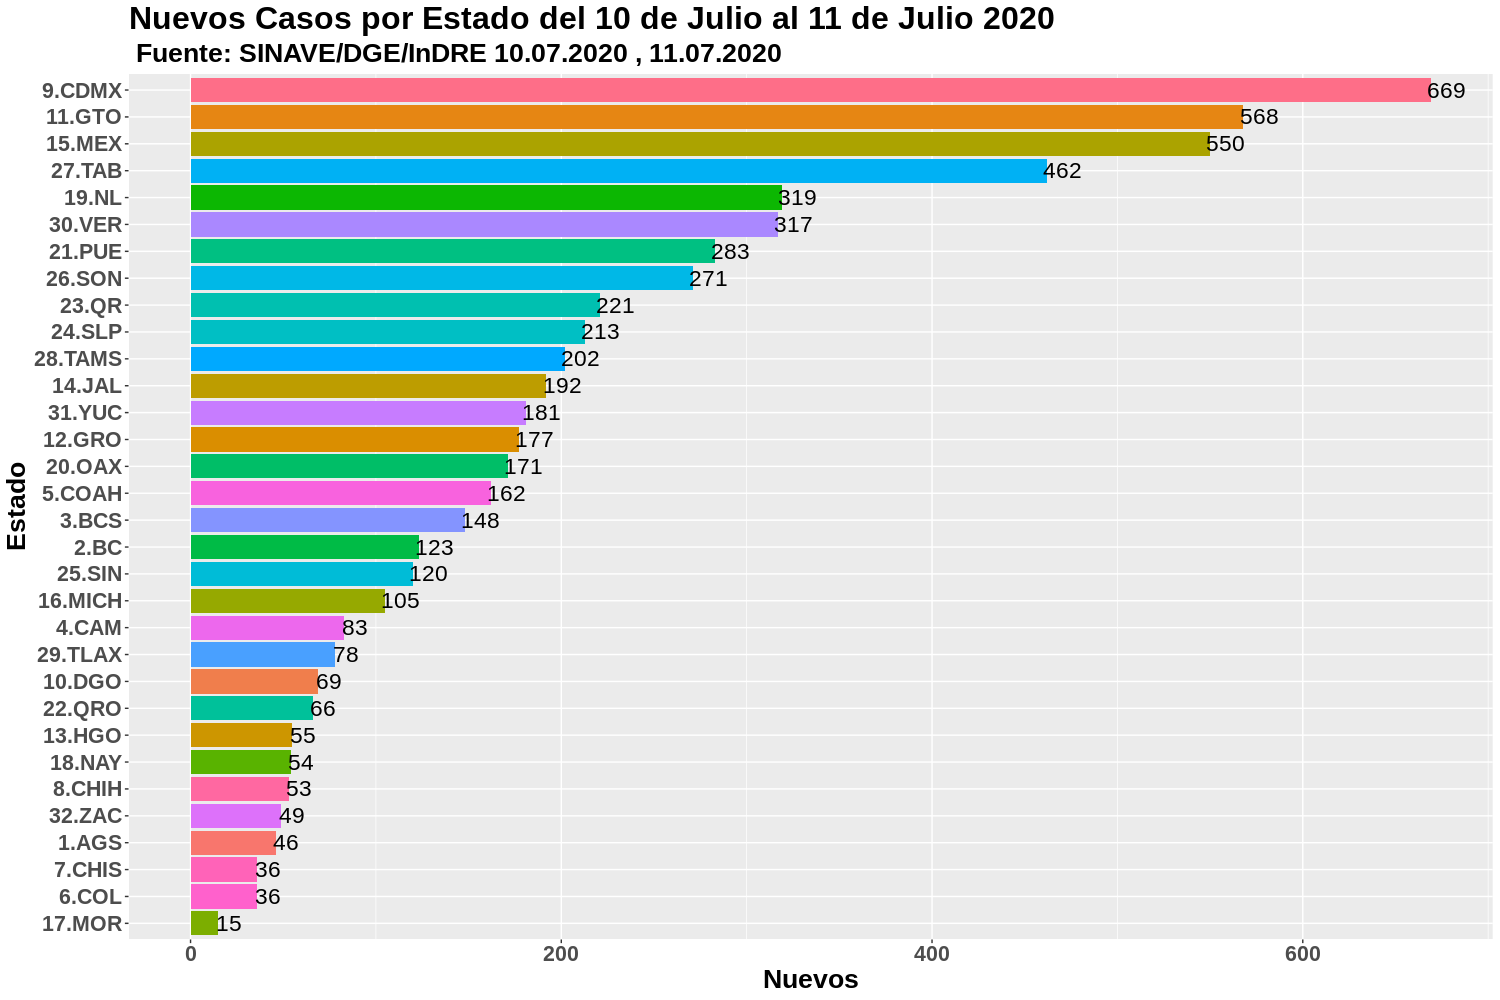 Nuevos Casos por Estado del 10 de Julio al 11 de Julio 2020
Fuente: SINAVE/DGE/InDRE 10.07.2020 , 11.07.2020
Estado
9.CDMX 669
11.GTO 568
15.MEX 550
27.TAB 462
19.NL 319
30.VER 317
21.PUE 283
26.SON 271
23.QR 221
24.SLP 213
28.TAMS 202
14.JAL 192
31.YUC 181
12.GRO 177
20.OAX 171
5.COAH 162
3.BCS 148
2.BC 123
25.SIN 120
16.MICH 105
4.CAM 83
29.TLAX 78
10.DGO 69
22.QRO 66
13.HGO 55
18.NAY 54
8.CHIH 53
32.ZAC 49
1.AGS 46
7.CHIS 36
6.COL 36
17.MOR 15
0 200 400 600
Nuevos